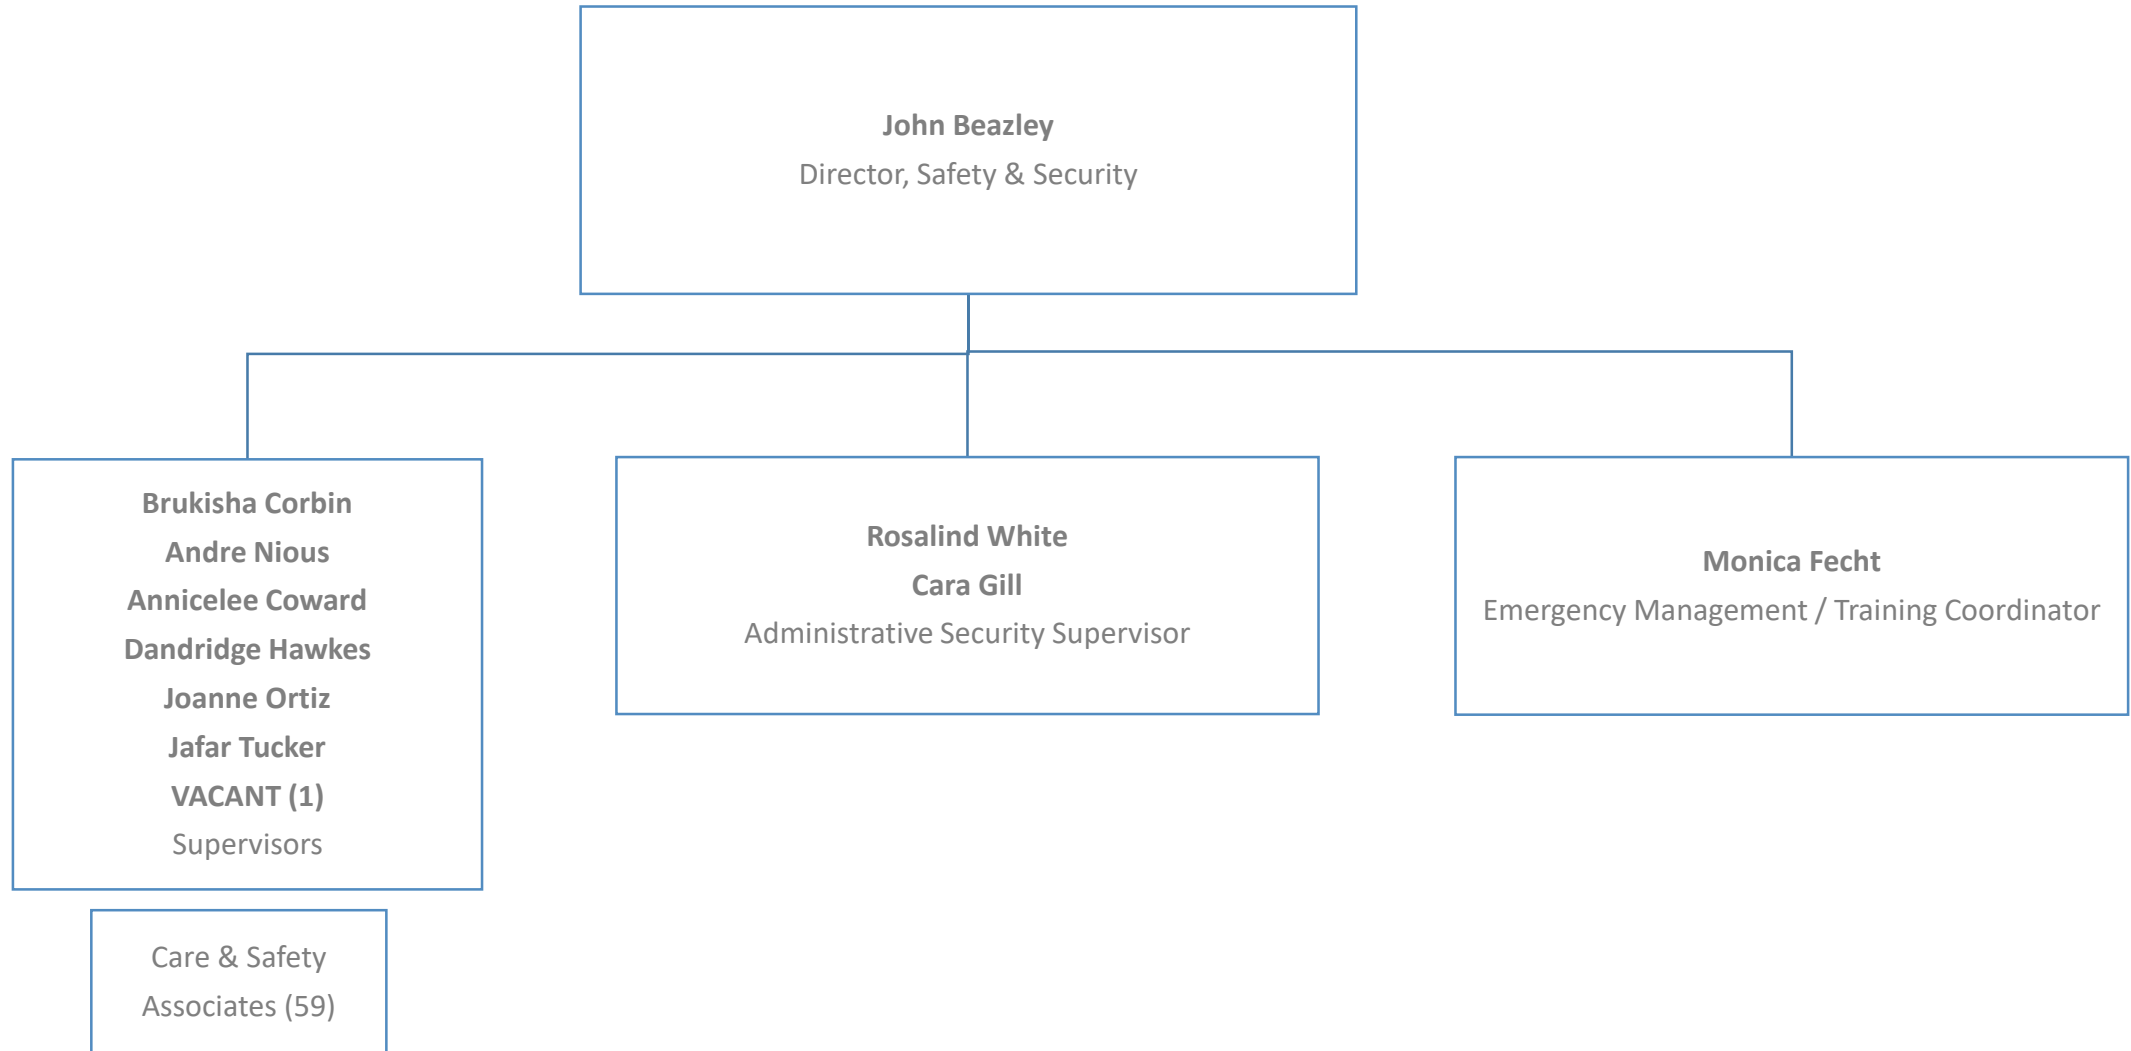 John Beazley
Director, Safety & Security
Brukisha Corbin
Andre Nious
Annicelee Coward
Dandridge Hawkes
Joanne Ortiz
Jafar Tucker
VACANT (1)
Supervisors
Rosalind White
Cara Gill
Administrative Security Supervisor
Monica Fecht
Emergency Management / Training Coordinator
Care & Safety
Associates (59)